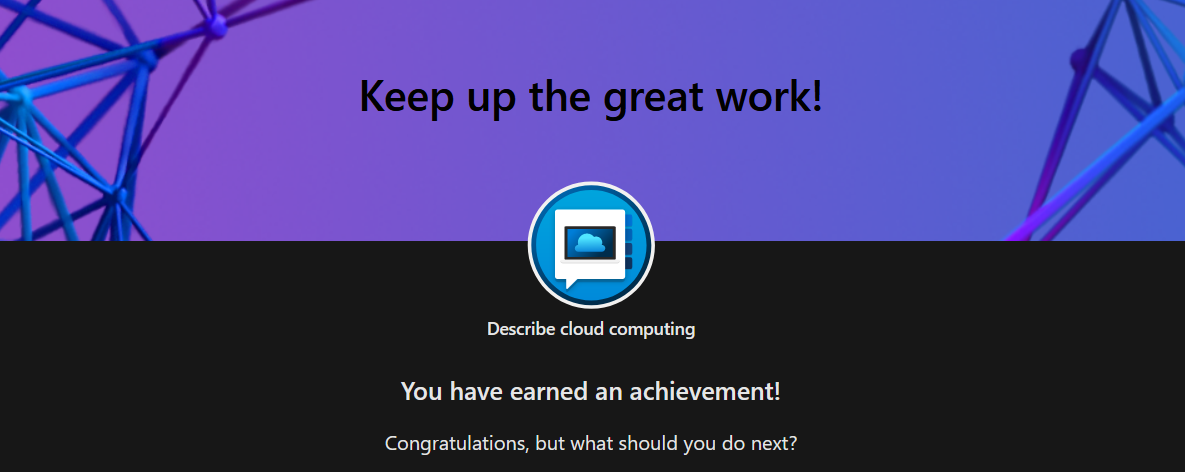 Keep up the great work!
Describe cloud computing
You have earned an achievement!
Congratulations, but what should you do next?